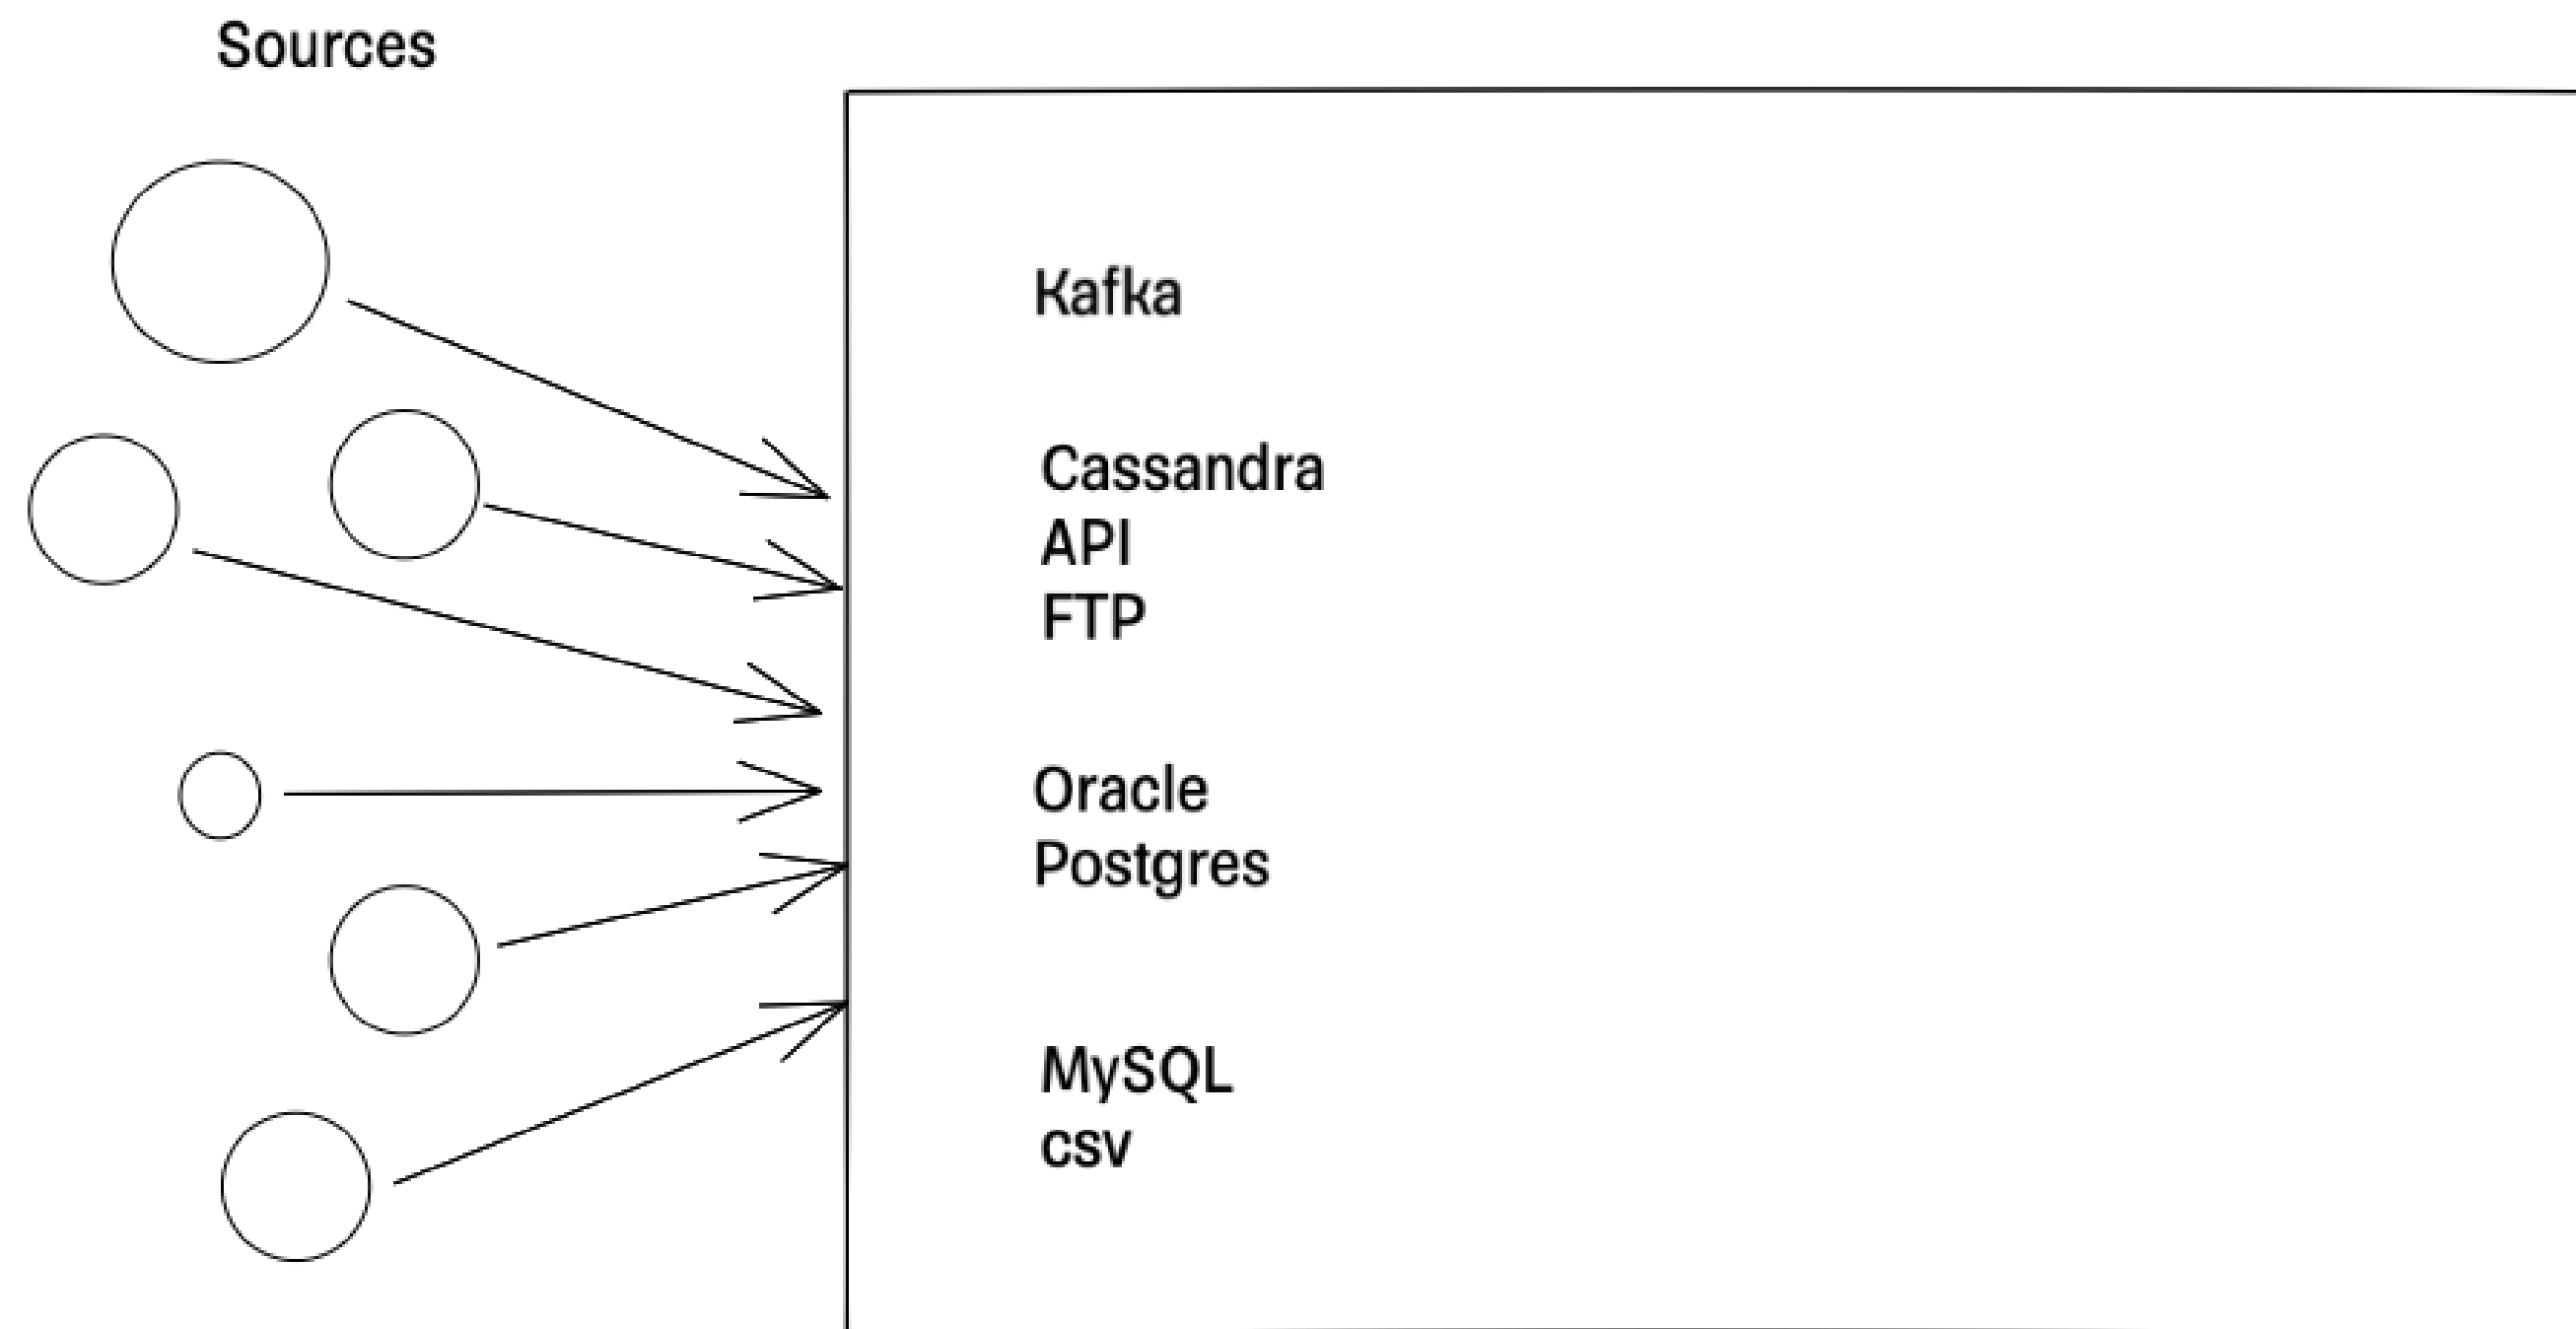 Sources
Kafka
Cassandra
API
FTP
Oracle
Postgres
MySQL
csv